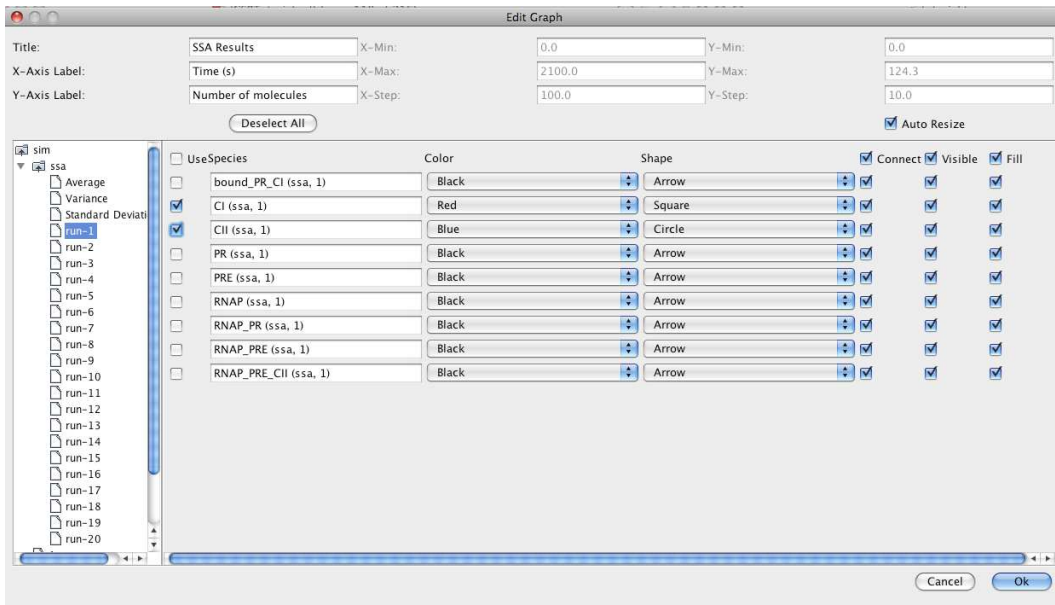 Edit Graph
Title: SSA Results X-Min: 0.0 Y-Min: 0.0
X-Axis Label: Time (s) X-Max: 2100.0 Y-Max: 124.3
Y-Axis Label: Number of molecules X-Step: 100.0 Y-Step: 10.0
Deselect All Auto Resize
sim
ssa
Average
Variance
Standard Deviati
run-1
run-2
run-3
run-4
run-5
run-6
run-7
run-8
run-9
run-10
run-11
run-12
run-13
run-14
run-15
run-16
run-17
run-18
run-19
run-20
Use Species Color Shape Connect Visible Fill
bound_PR_CI (ssa, 1) Black Arrow
CI (ssa, 1) Red Square
CII (ssa, 1) Blue Circle
PR (ssa, 1) Black Arrow
PRE (ssa, 1) Black Arrow
RNAP (ssa, 1) Black Arrow
RNAP_PR (ssa, 1) Black Arrow
RNAP_PRE (ssa, 1) Black Arrow
RNAP_PRE_CII (ssa, 1) Black Arrow
Cancel Ok